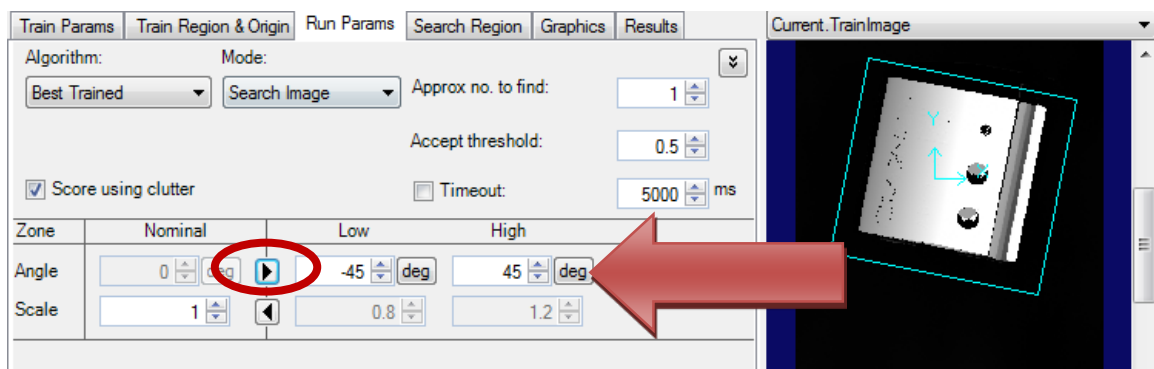 Train Params Train Region & Origin Run Params Search Region Graphics Results Current.TrainImage
Algorithm: Mode:
Best Trained Search Image Approx no. to find: 1
Accept threshold: 0.5
Score using clutter Timeout: 5000 ms
Zone Nominal Low High
Angle 0 deg -45 deg 45 deg
Scale 1 0.8 1.2
Y